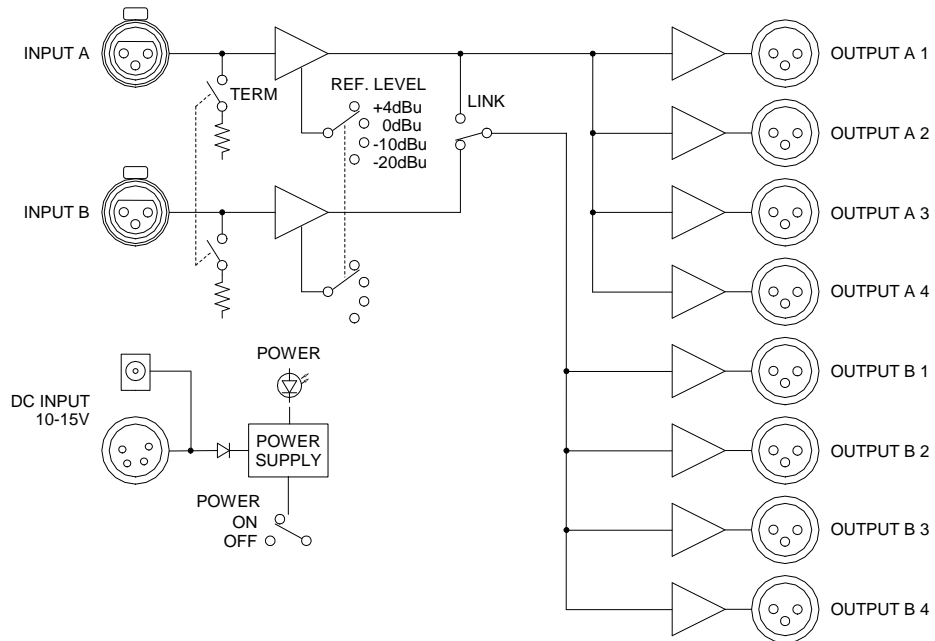 INPUT A
TERM
REF. LEVEL
+4dBu
0dBu
-10dBu
-20dBu
LINK
INPUT B
OUTPUT A 1
OUTPUT A 2
OUTPUT A 3
OUTPUT A 4
OUTPUT B 1
OUTPUT B 2
OUTPUT B 3
OUTPUT B 4
DC INPUT
10-15V
POWER
POWER
SUPPLY
POWER
ON
OFF